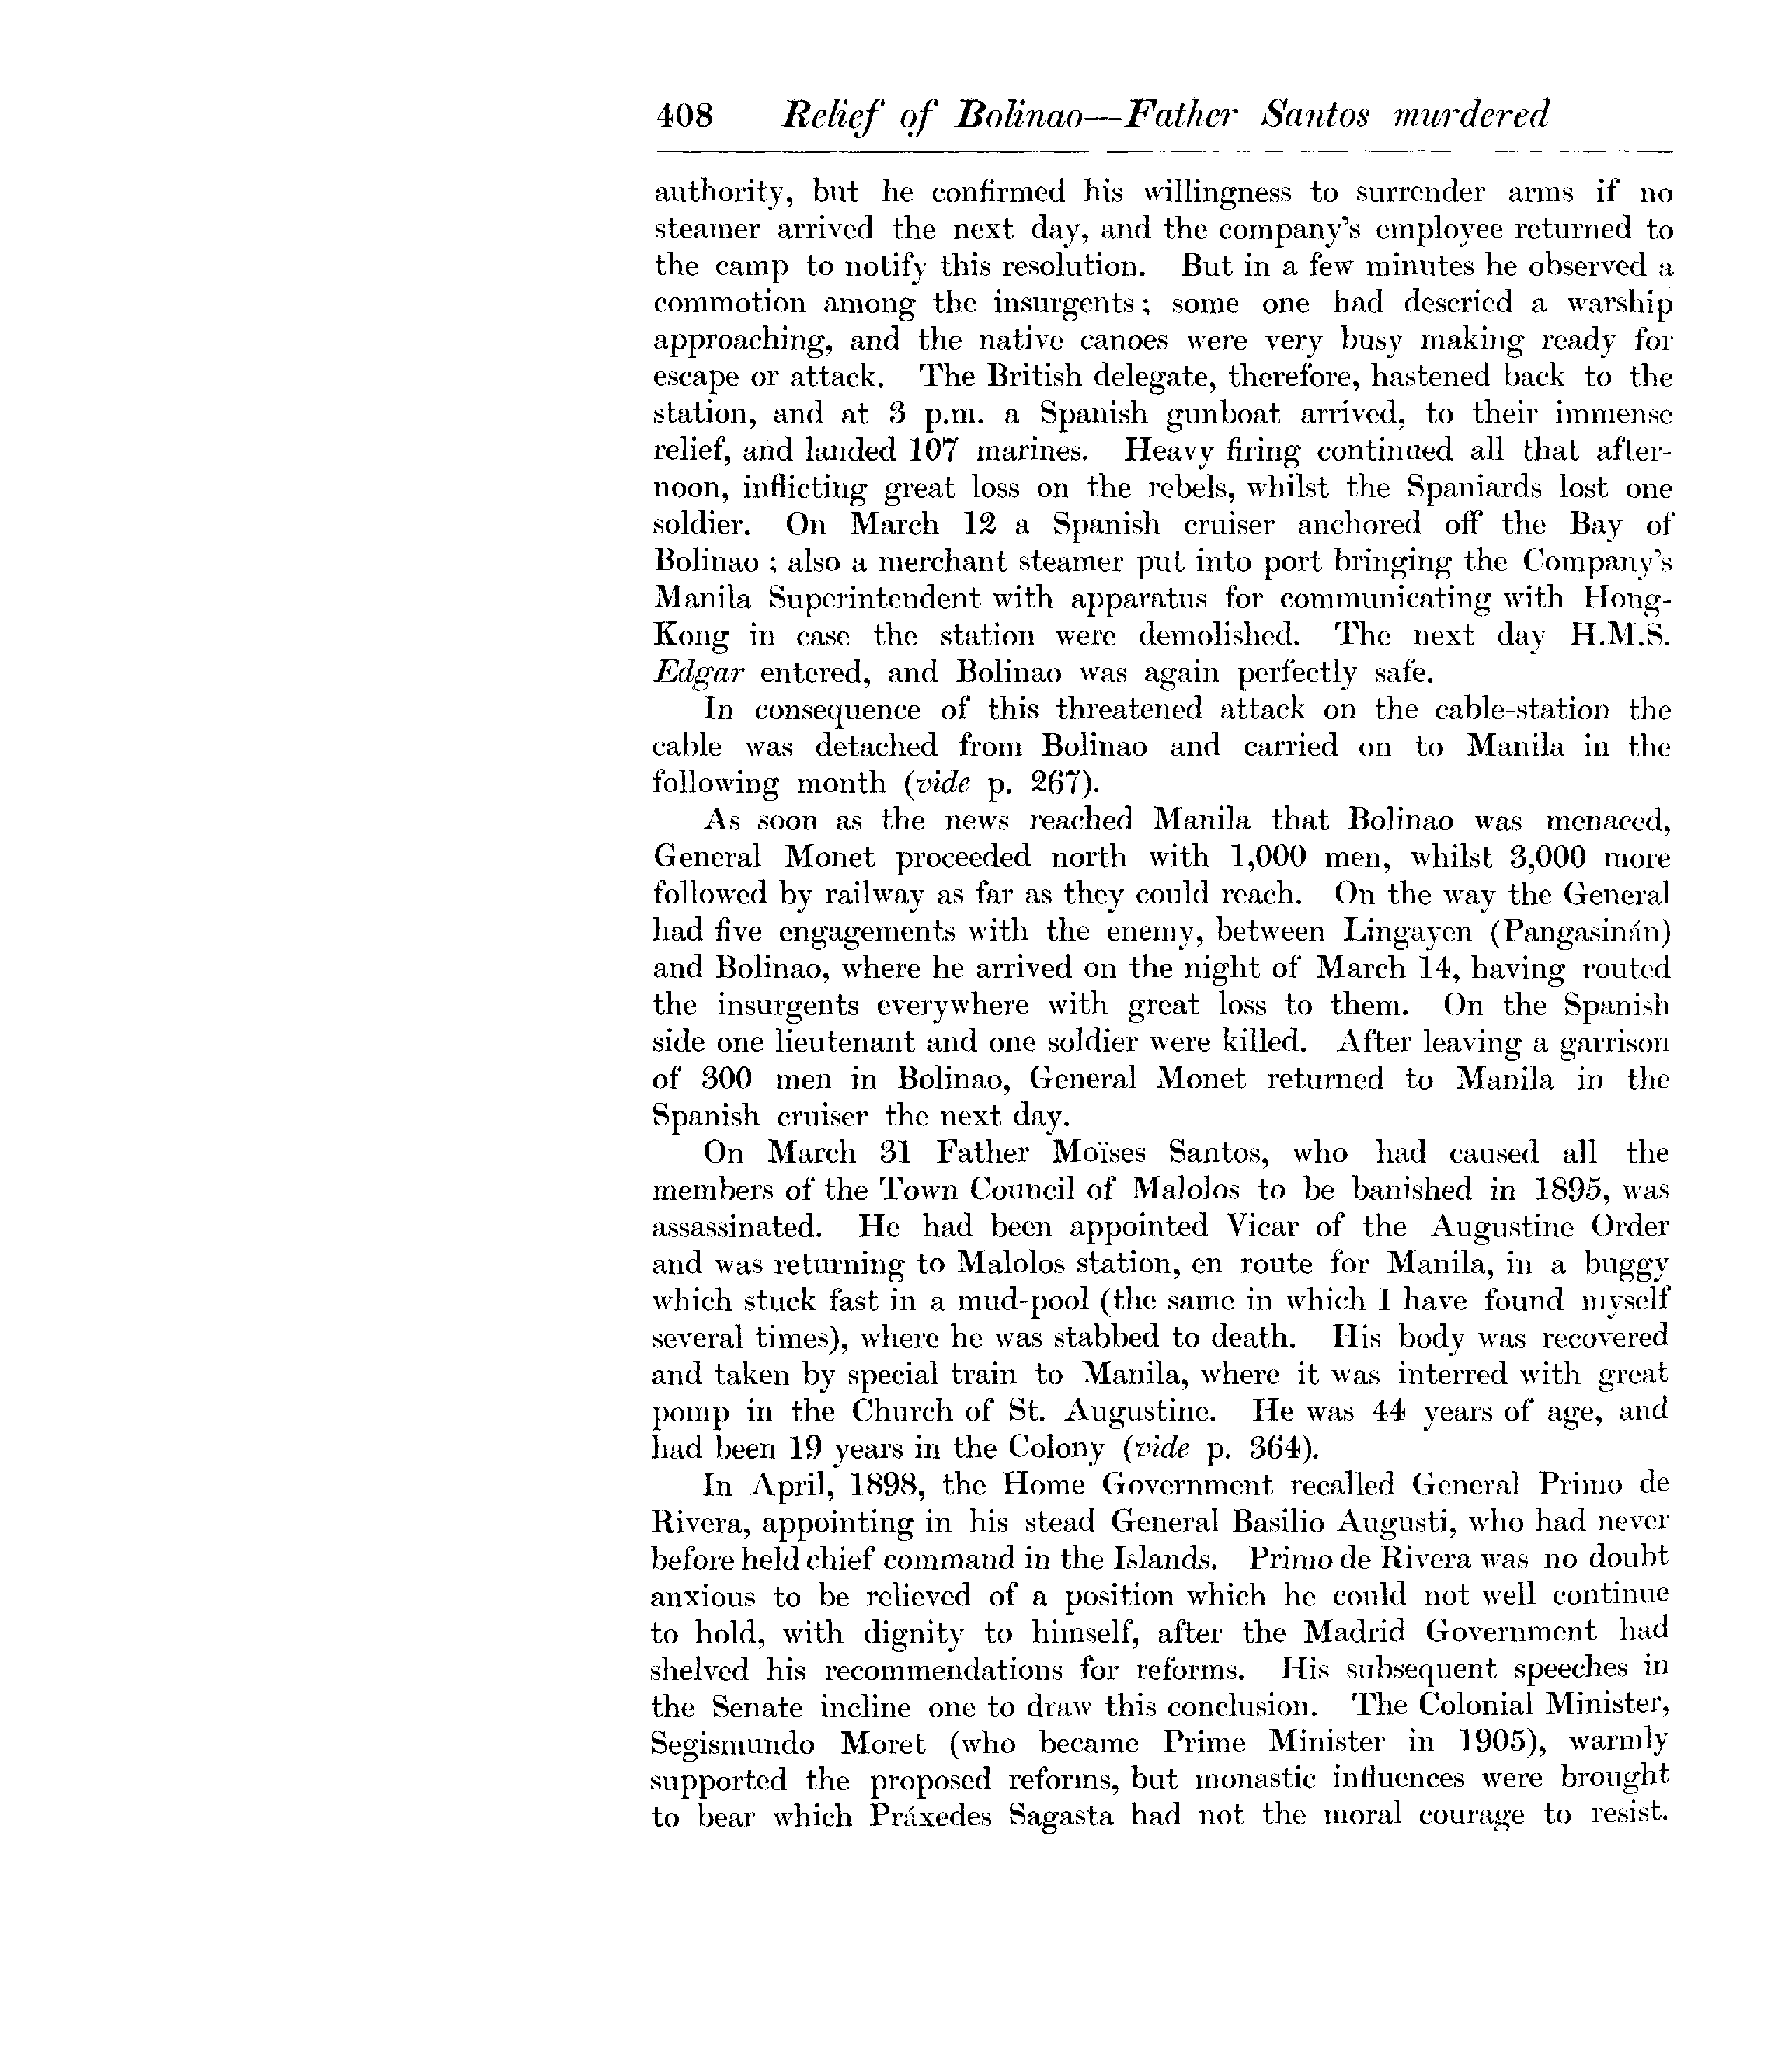 408 Relief of Bolinao—Father Santos murdered
authority, but he confirmed his willingness to surrender arms if no
steamer arrived the next day, and the company's employee returned to
the camp to notify this resolution. But in a few minutes he observed a
commotion among the insurgents; some one had descried a warship
approaching, and the native canoes were very busy making ready for
escape or attack. The British delegate, therefore, hastened back to the
station, and at 3 p.m. a Spanish gunboat arrived, to their immense
relief, and landed 107 marines. Heavy firing continued all that after-
noon, inflicting great loss on the rebels, whilst the Spaniards lost one
soldier. On March 12 a Spanish cruiser anchored off the Bay of
Bolinao ; also a merchant steamer put into port bringing the Company's
Manila Superintendent with apparatus for communicating with Hong-
Kong in case the station were demolished. The next day H.M.S.
Edgar entered, and Bolinao was again perfectly safe.
In consequence of this threatened attack on the cable-station the
cable was detached from Bolinao and carried on to Manila in the
following month (vide p. 267).
As soon as the news reached Manila that Bolinao was menaced,
General Monet proceeded north with 1,000 men, whilst 3,000 more
followed by railway as far as they could reach. On the way the General
had five engagements with the enemy, between Lingayen (Pangasinán)
and Bolinao, where he arrived on the night of March 14, having routed
the insurgents everywhere with great loss to them. On the Spanish
side one lieutenant and one soldier were killed. After leaving a garrison
of 300 men in Bolinao, General Monet returned to Manila in the
Spanish cruiser the next day.
On March 31 Father Moïses Santos, who had caused all the
members of the Town Council of Malolos to be banished in 1895, was
assassinated. He had been appointed Vicar of the Augustine Order
and was returning to Malolos station, en route for Manila, in a buggy
which stuck fast in a mud-pool (the same in which I have found myself
several times), where he was stabbed to death. His body was recovered
and taken by special train to Manila, where it was interred with great
pomp in the Church of St. Augustine. He was 44 years of age, and
had been 19 years in the Colony (vide p. 364).
In April, 1898, the Home Government recalled General Primo de
Rivera, appointing in his stead General Basilio Augusti, who had never
before held chief command in the Islands. Primo de Rivera was no doubt
anxious to be relieved of a position which he could not well continue
to hold, with dignity to himself, after the Madrid Government had
shelved his recommendations for reforms. His subsequent speeches in
the Senate incline one to draw this conclusion. The Colonial Minister,
Segismundo Moret (who became Prime Minister in 1905), warmly
supported the proposed reforms, but monastic influences were brought
to bear which Práxedes Sagasta had not the moral courage to resist.